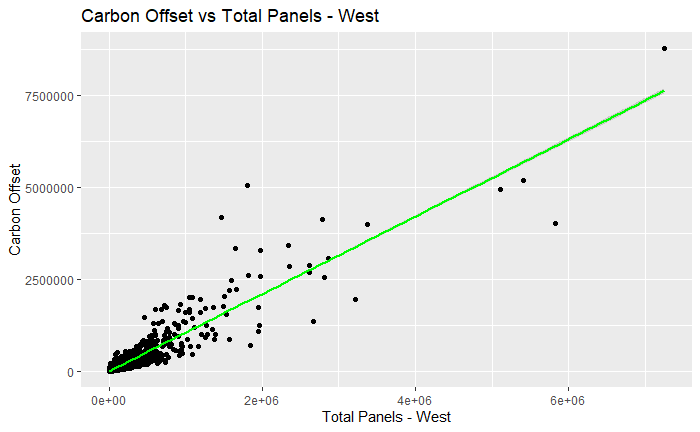 Carbon Offset vs Total Panels - West
7500000
5000000
2500000
0
Carbon Offset
0e+00 2e+06 4e+06 6e+06
Total Panels - West